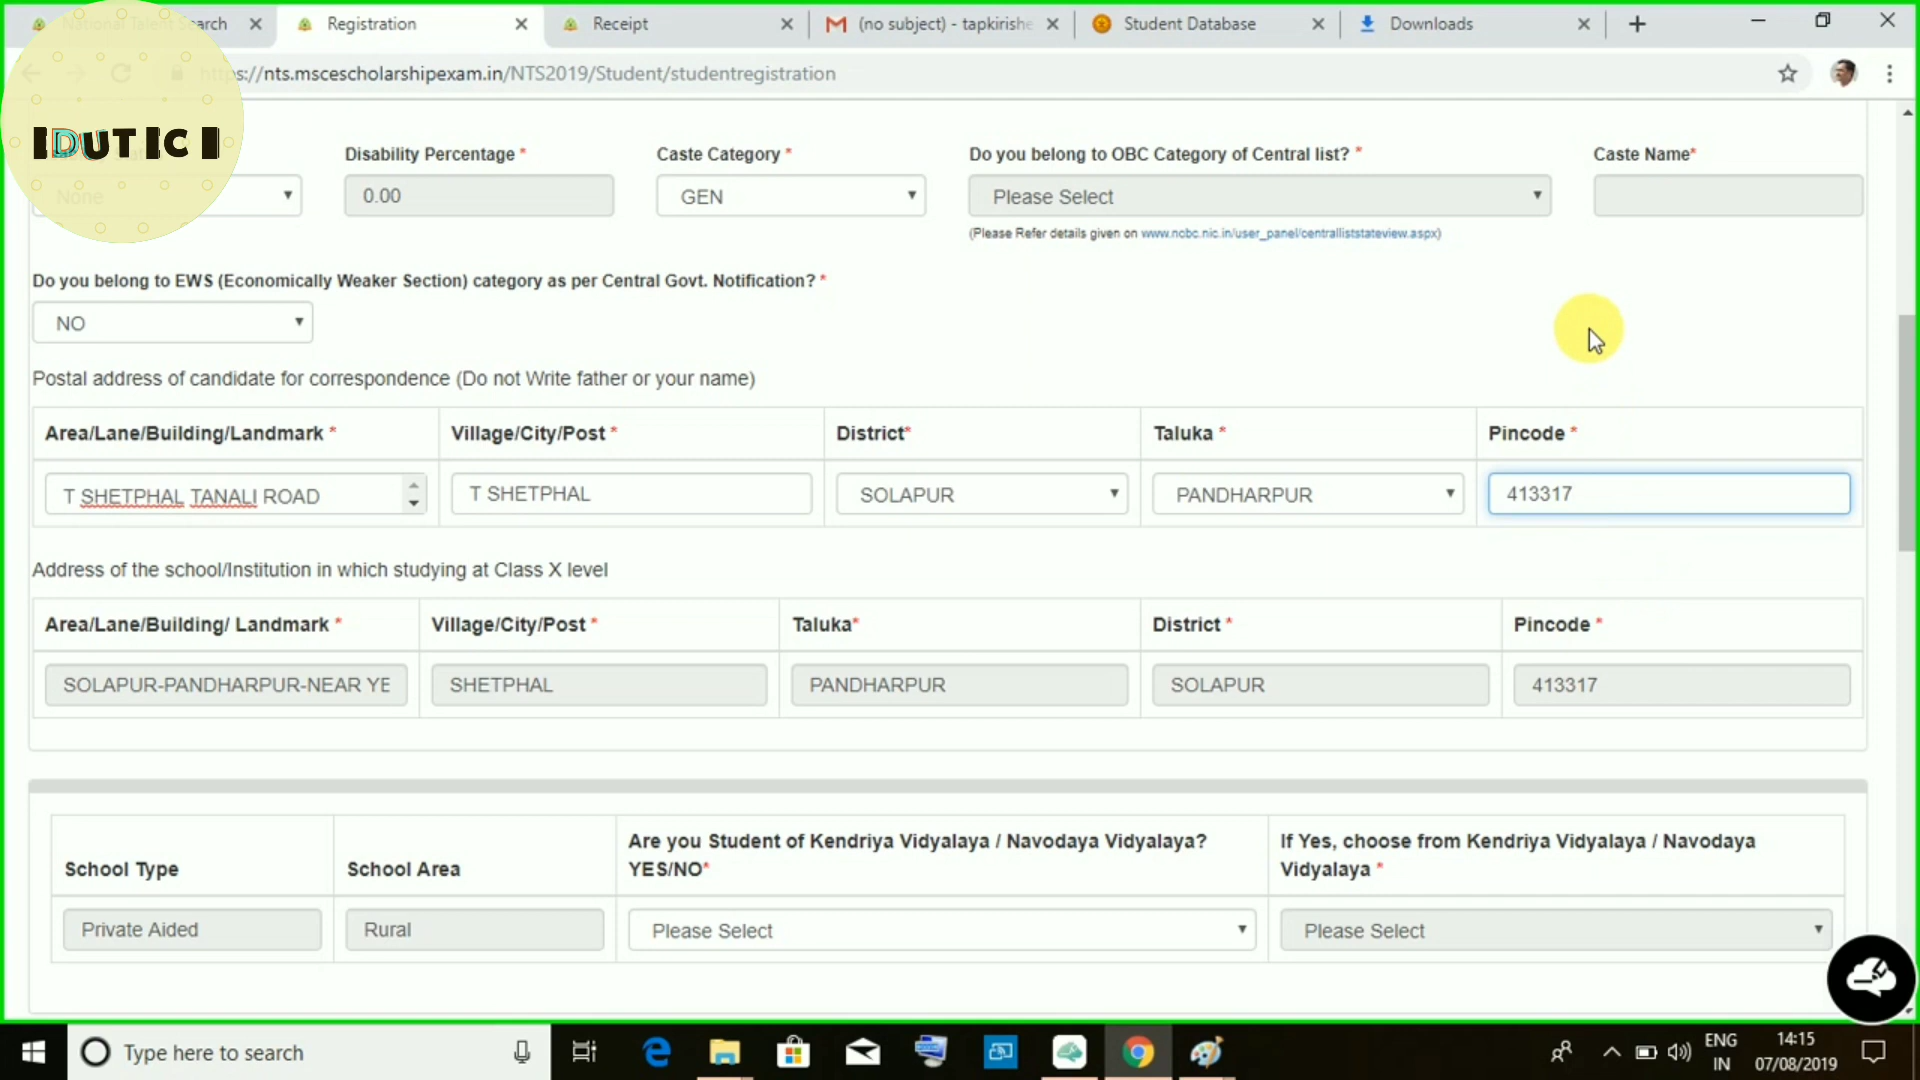 National Talent Search
Registration
Receipt
(no subject) - tapkirishe
Student Database
Downloads
https://nts.mscescholarshipexam.in/NTS2019/Student/studentregistration
DUTIC
Disability Percentage *
Caste Category *
Do you belong to OBC Category of Central list? *
Caste Name*
None
0.00
GEN
Please Select
(Please Refer details given on www.ncbc.nic.in/user_panel/centralliststateview.aspx)
Do you belong to EWS (Economically Weaker Section) category as per Central Govt. Notification? *
NO
Postal address of candidate for correspondence (Do not Write father or your name)
Area/Lane/Building/Landmark *
Village/City/Post *
District*
Taluka *
Pincode *
T SHETPHAL TANALI ROAD
T SHETPHAL
SOLAPUR
PANDHARPUR
413317
Address of the school/Institution in which studying at Class X level
Area/Lane/Building/ Landmark *
Village/City/Post *
Taluka*
District *
Pincode *
SOLAPUR-PANDHARPUR-NEAR YE
SHETPHAL
PANDHARPUR
SOLAPUR
413317
School Type
School Area
Are you Student of Kendriya Vidyalaya / Navodaya Vidyalaya?
YES/NO*
If Yes, choose from Kendriya Vidyalaya / Navodaya
Vidyalaya *
Private Aided
Rural
Please Select
Please Select
Type here to search
ENG
IN
14:15
07/08/2019